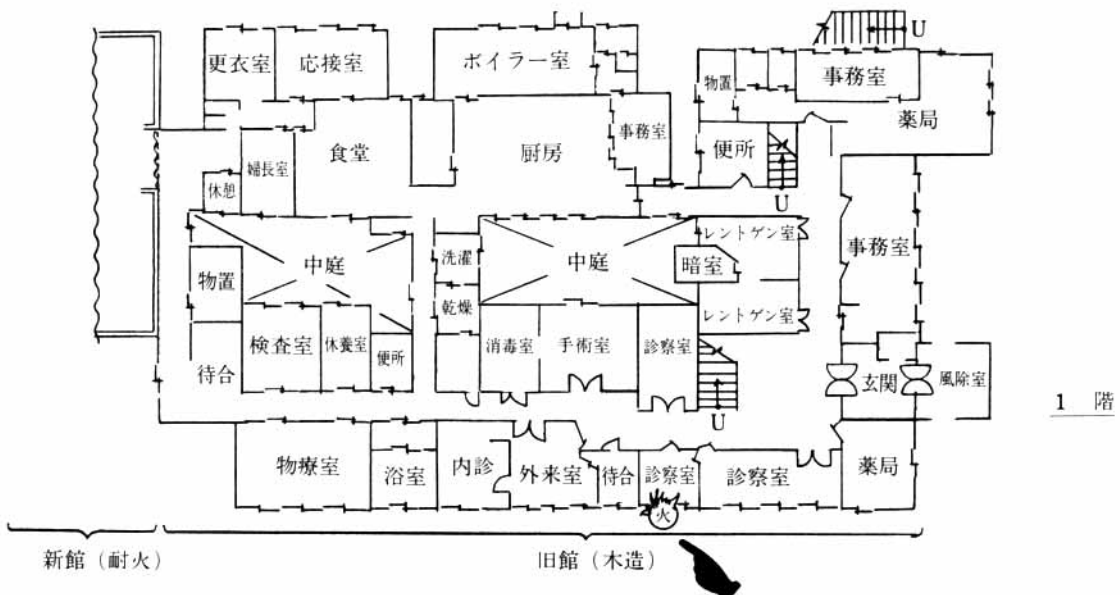 U
更衣室
応接室
ボイラー室
物置
事務室
薬局
食堂
厨房
事務室
便所
婦長室
休憩
U
U
レントゲン室
事務室
中庭
洗濯
中庭
暗室
物置
乾燥
レントゲン室
検査室
休養室
便所
消毒室
手術室
診察室
待合
玄関
風除室
U
1 階
物療室
浴室
内診
外来室
待合
診察室
診察室
薬局
火
新館(耐火)
旧館(木造)